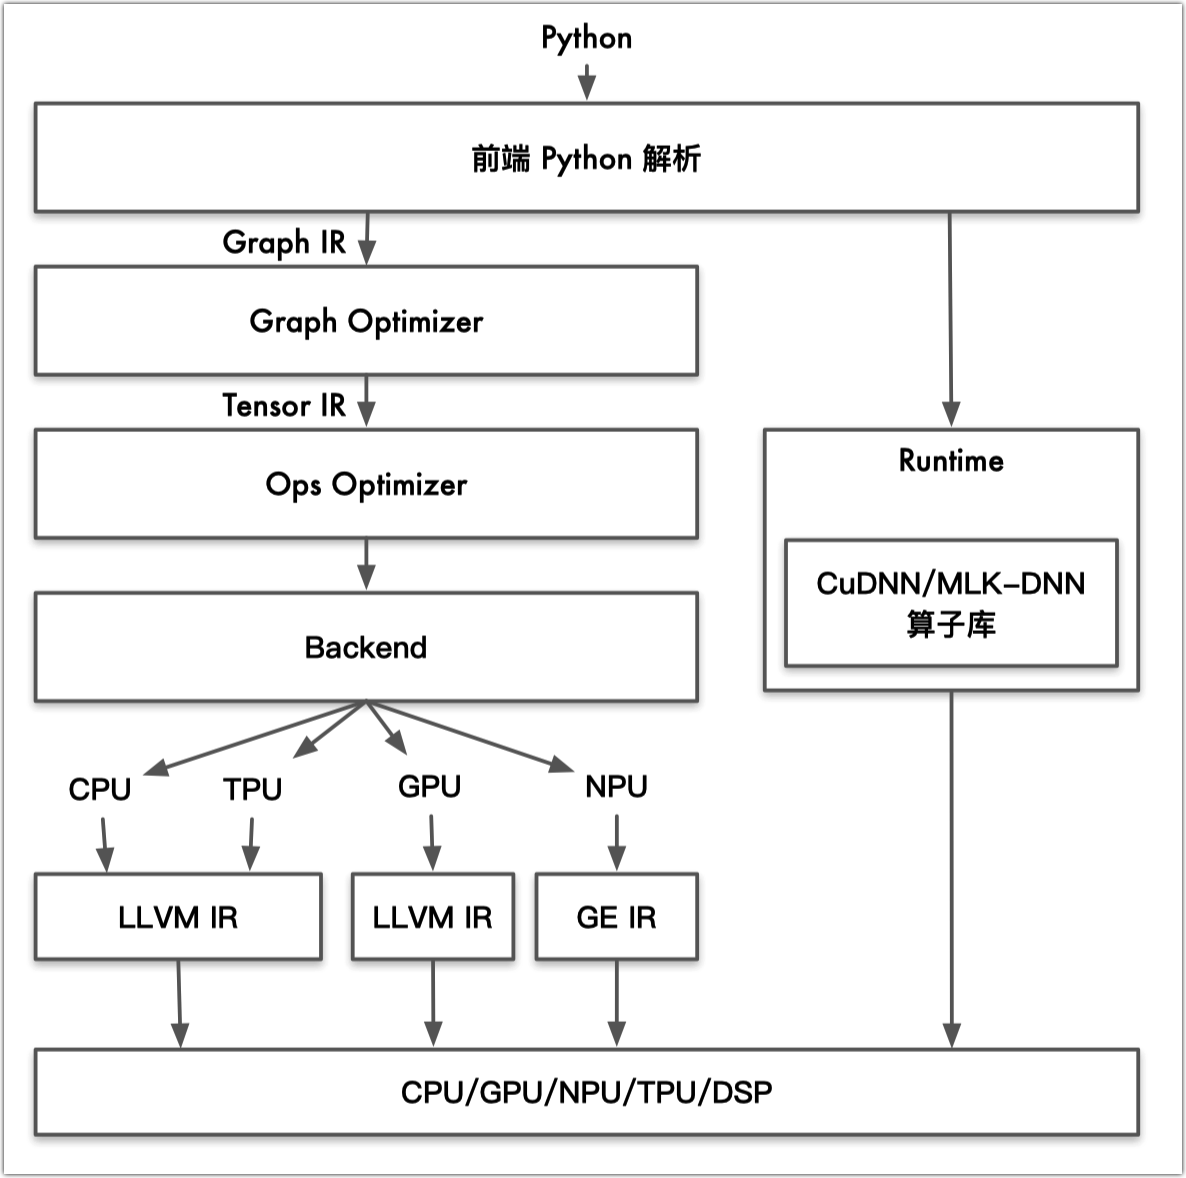 Python
前端 Python 解析
Graph IR
Graph Optimizer
Tensor IR
Ops Optimizer
Runtime
CuDNN/MLK-DNN
算子库
Backend
CPU
TPU
GPU
NPU
LLVM IR
LLVM IR
GE IR
CPU/GPU/NPU/TPU/DSP